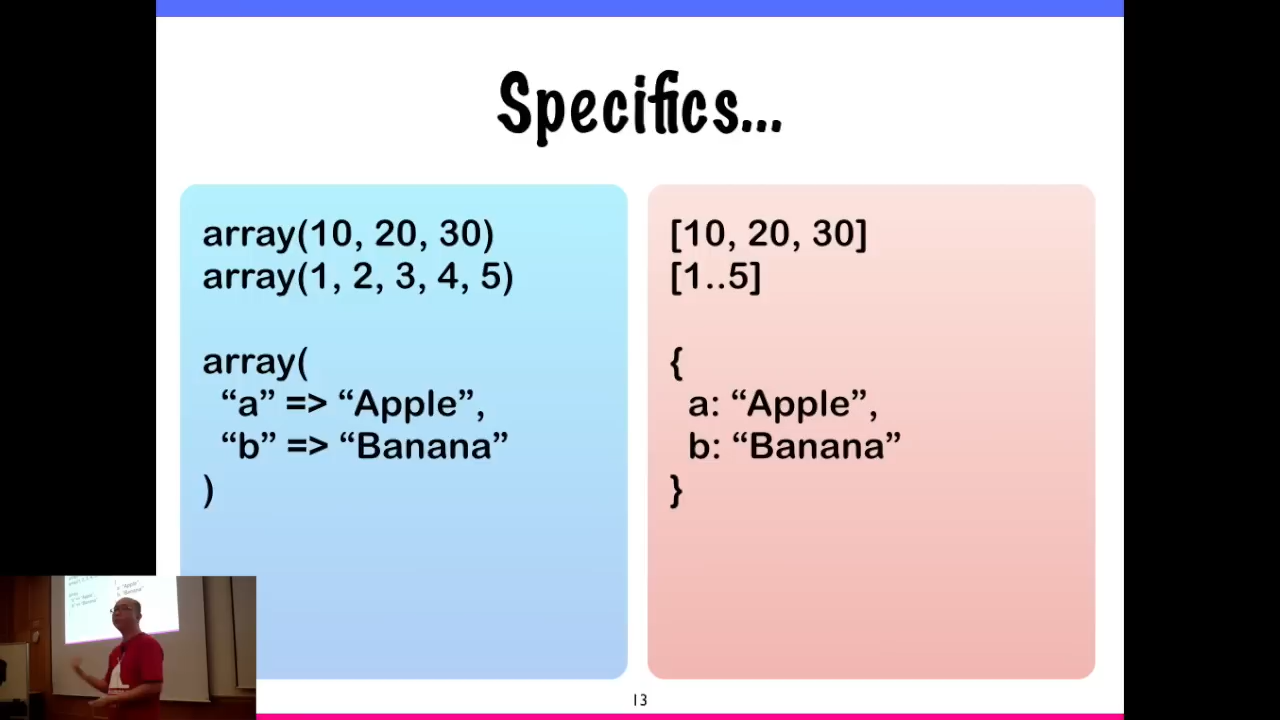 Specifics...
array(10, 20, 30)
array(1, 2, 3, 4, 5)
array(
“a” => “Apple”,
“b” => “Banana”
)
[10, 20, 30]
[1..5]
{
a: “Apple”,
b: “Banana”
}
13